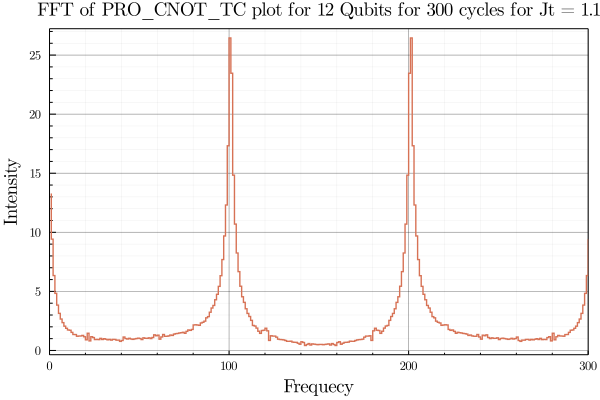 FFT of PRO_CNOT_TC plot for 12 Qubits for 300 cycles for Jt = 1.1
25
20
15
10
5
0
Intensity
0 100 200 300
Frequecy